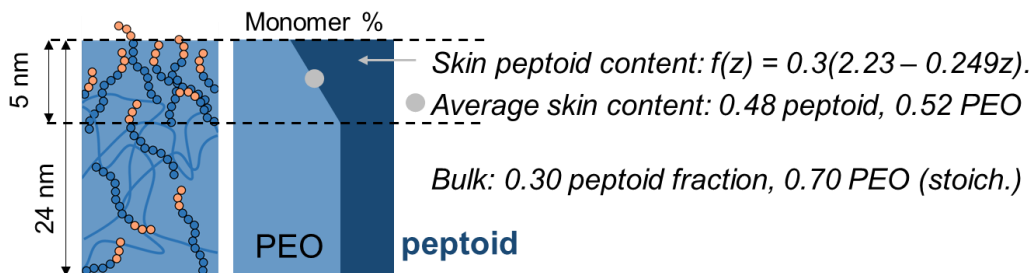 Monomer %
5 nm
24 nm
Skin peptoid content: f(z) = 0.3(2.23 – 0.249z).
Average skin content: 0.48 peptoid, 0.52 PEO
Bulk: 0.30 peptoid fraction, 0.70 PEO (stoich.)
PEO
peptoid